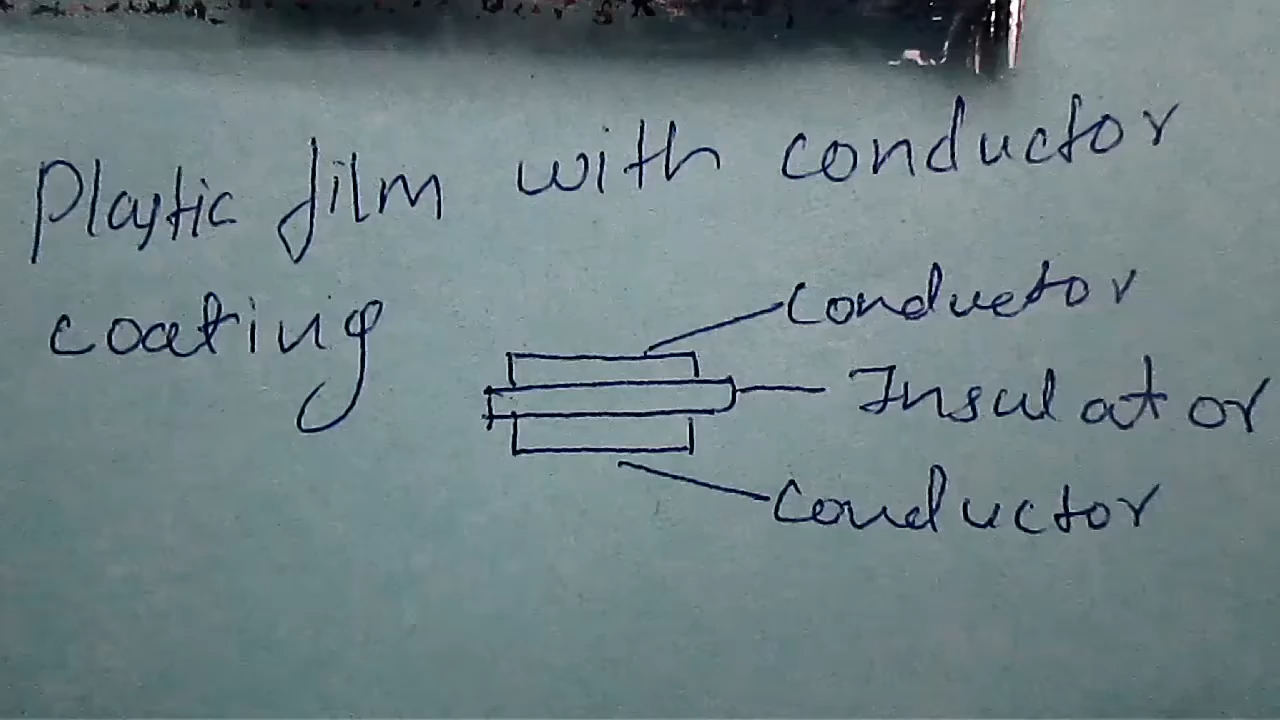 Plastic film with conductor
coating
conductor
Insulator
conductor